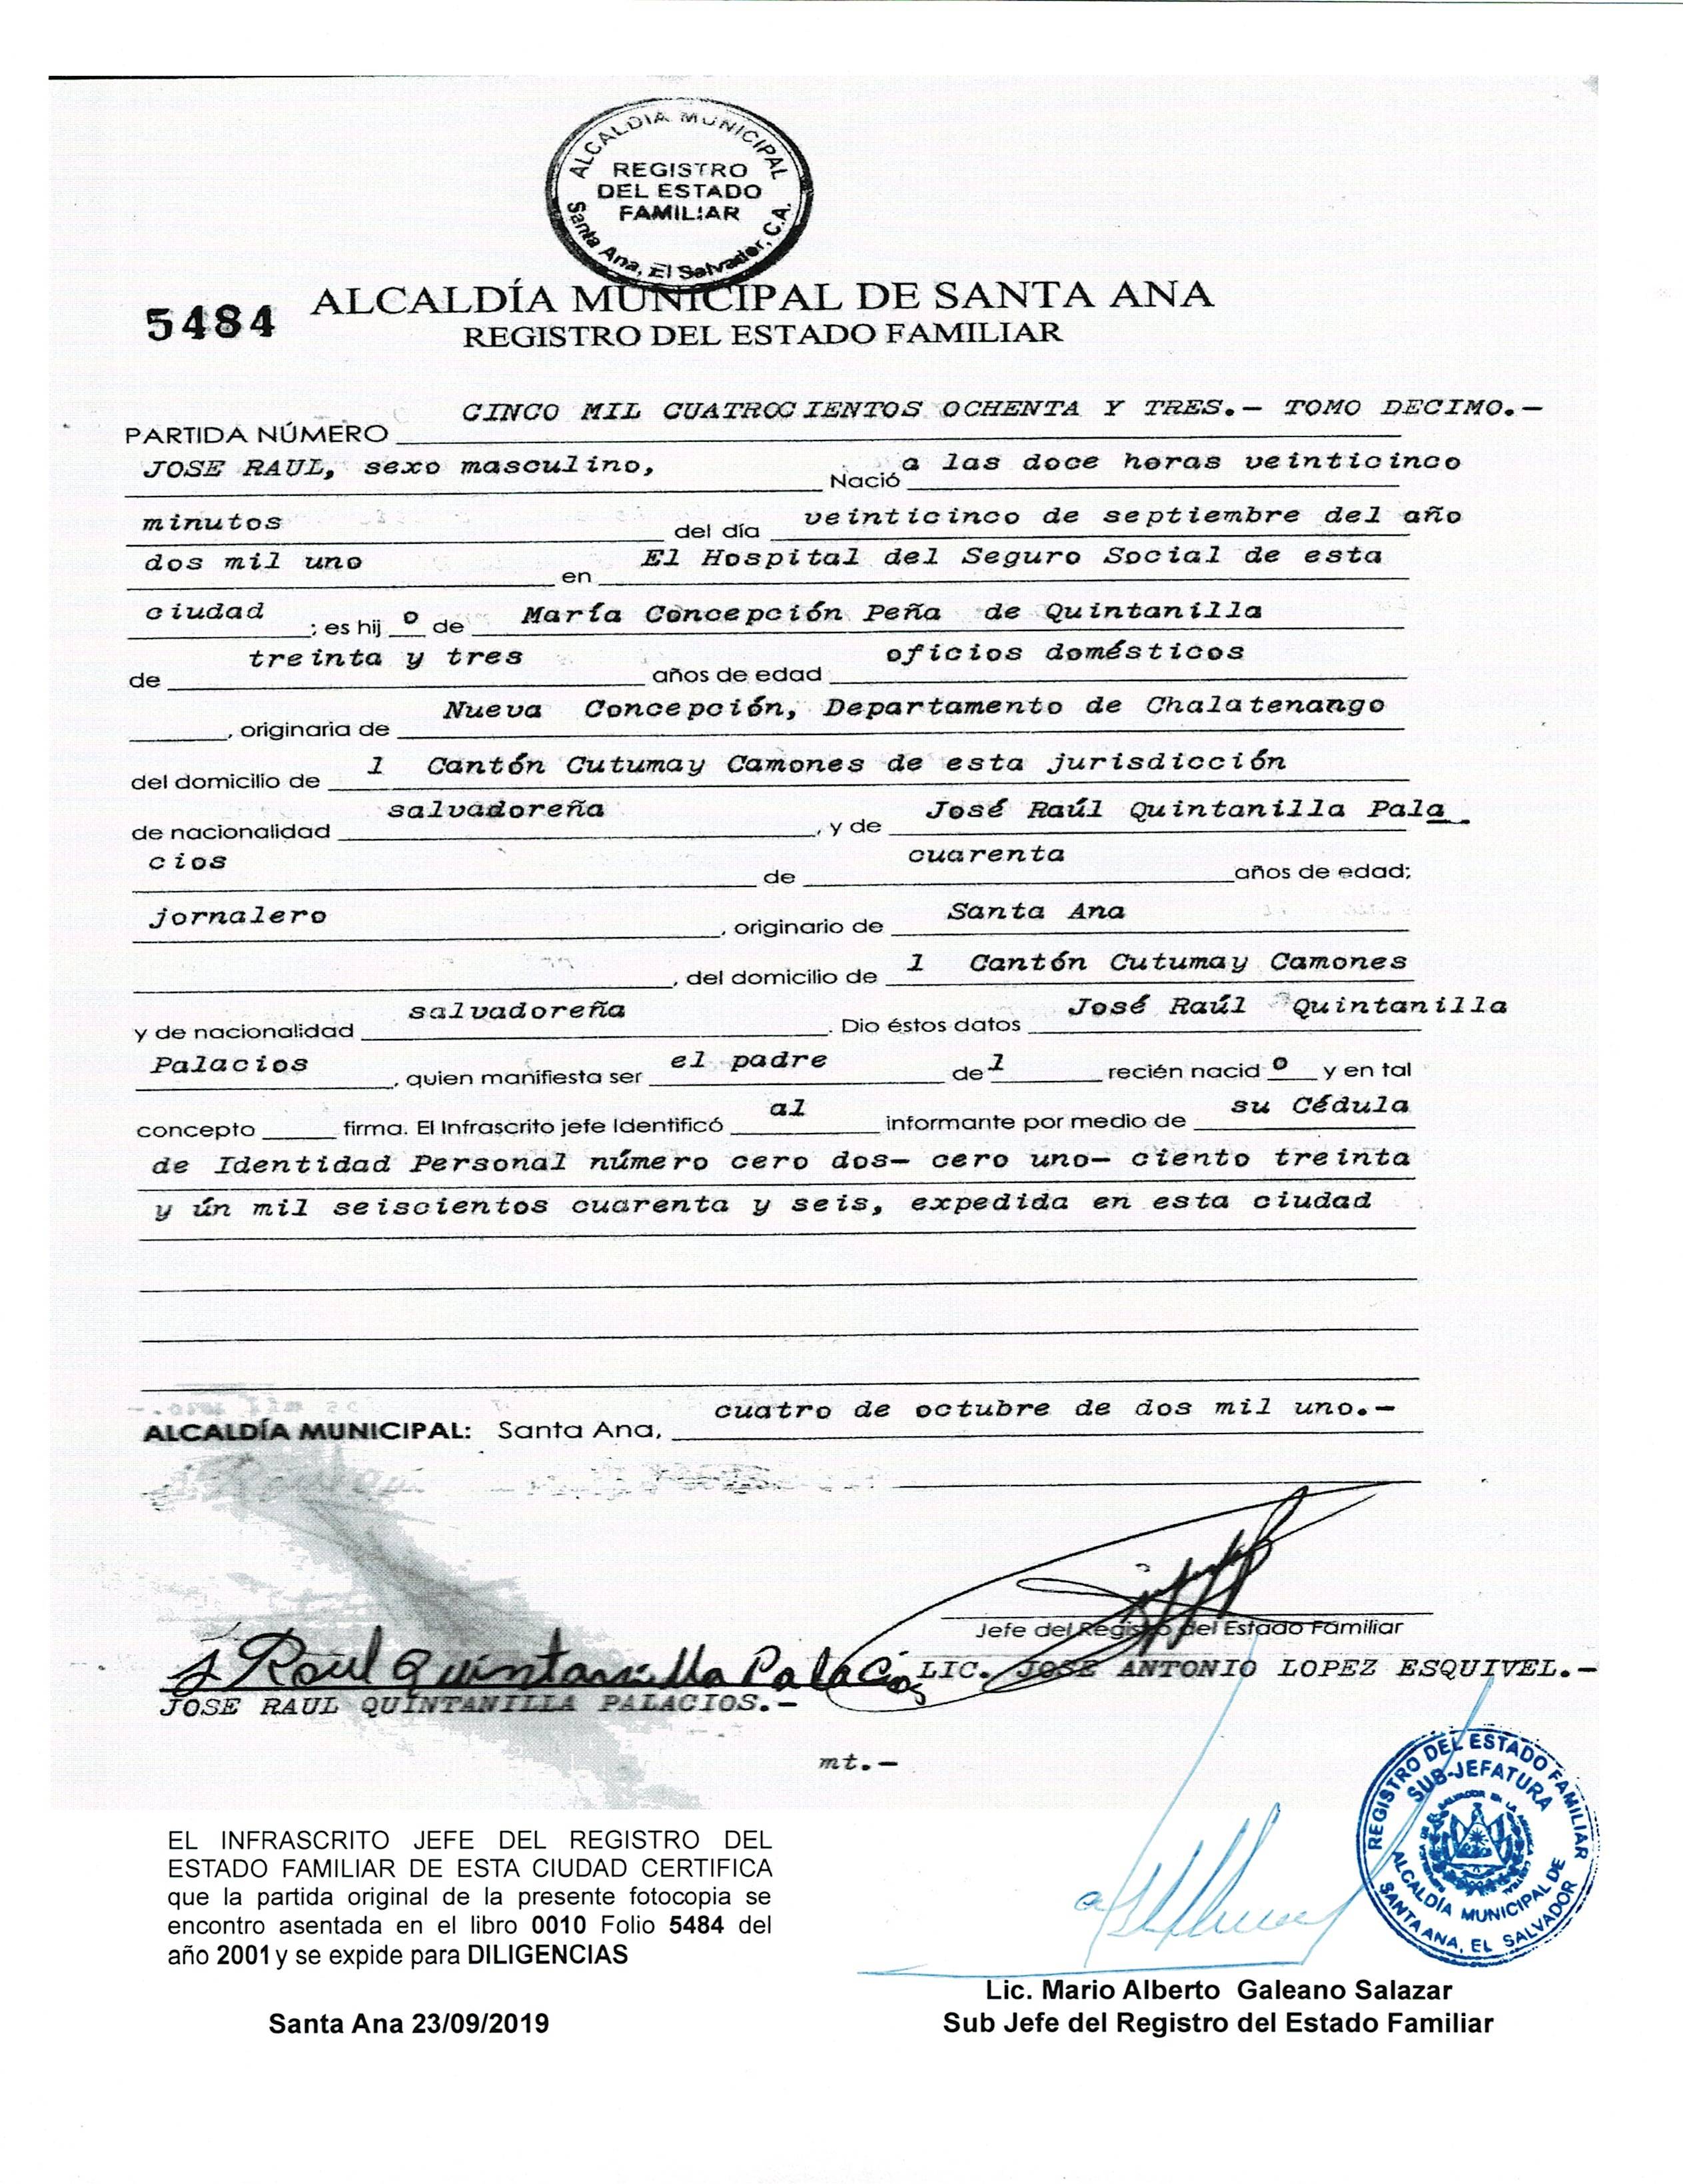 ALCALDIA MUNICIPAL
REGISTRO
DEL ESTADO
FAMILIAR
Santa Ana, El Salvador, C.A.
5484 ALCALDÍA MUNICIPAL DE SANTA ANA
REGISTRO DEL ESTADO FAMILIAR
CINCO MIL CUATROCIENTOS OCHENTA Y TRES.- TOMO DECIMO.-
PARTIDA NÚMERO
JOSE RAUL, sexo masculino, Nació a las doce horas veinticinco
minutos del día veinticinco de septiembre del año
dos mil uno en El Hospital del Seguro Social de esta
ciudad ; es hij o de María Concepción Peña de Quintanilla
de treinta y tres años de edad oficios domésticos
, originaria de Nueva Concepción, Departamento de Chalatenango
del domicilio de l Cantón Cutumay Camones de esta jurisdicción
de nacionalidad salvadoreña , y de José Raúl Quintanilla Pala
cios de cuarenta años de edad;
jornalero , originario de Santa Ana
, del domicilio de l Cantón Cutumay Camones
y de nacionalidad salvadoreña . Dio éstos datos José Raúl Quintanilla
Palacios , quien manifiesta ser el padre de l recién nacid o y en tal
concepto firma. El Infrascrito jefe Identificó al informante por medio de su Cédula
de Identidad Personal número cero dos- cero uno- ciento treinta
y ún mil seiscientos cuarenta y seis, expedida en esta ciudad
ALCALDÍA MUNICIPAL: Santa Ana, cuatro de octubre de dos mil uno.-
Jefe del Registro del Estado Familiar
J Raul Quintanilla Palacios LIC. JOSE ANTONIO LOPEZ ESQUIVEL.-
JOSE RAUL QUINTANILLA PALACIOS.-
mt.-
REGISTRO DEL ESTADO FAMILIAR
SUB-JEFATURA
ALCALDÍA MUNICIPAL DE
SANTA ANA, EL SALVADOR
EL INFRASCRITO JEFE DEL REGISTRO DEL
ESTADO FAMILIAR DE ESTA CIUDAD CERTIFICA
que la partida original de la presente fotocopia se
encontro asentada en el libro 0010 Folio 5484 del
año 2001 y se expide para DILIGENCIAS
Lic. Mario Alberto Galeano Salazar
Santa Ana 23/09/2019 Sub Jefe del Registro del Estado Familiar